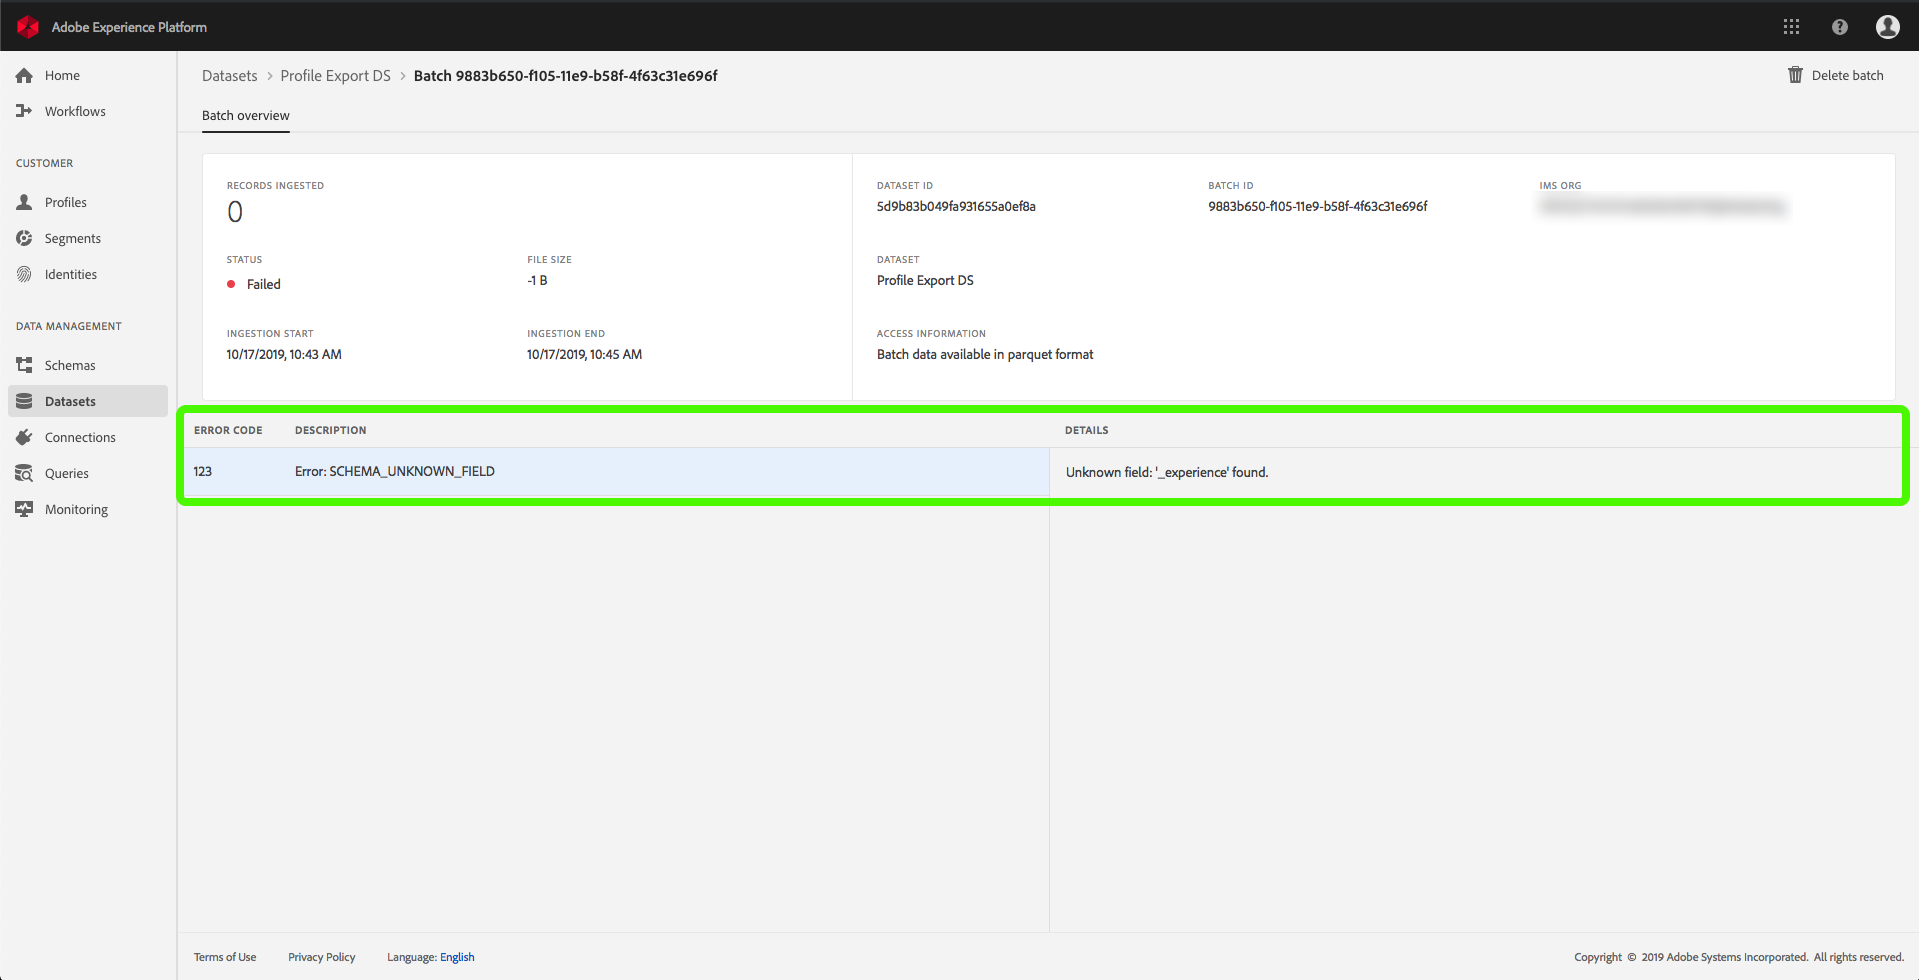 Adobe Experience Platform
Home
Workflows
CUSTOMER
Profiles
Segments
Identities
DATA MANAGEMENT
Schemas
Datasets
Connections
Queries
Monitoring
Datasets > Profile Export DS > Batch 9883b650-f105-11e9-b58f-4f63c31e696f
Delete batch
Batch overview
RECORDS INGESTED
0
STATUS
Failed
FILE SIZE
-1 B
INGESTION START
10/17/2019, 10:43 AM
INGESTION END
10/17/2019, 10:45 AM
DATASET ID
5d9b83b049fa931655a0ef8a
BATCH ID
9883b650-f105-11e9-b58f-4f63c31e696f
IMS ORG
DATASET
Profile Export DS
ACCESS INFORMATION
Batch data available in parquet format
ERROR CODE DESCRIPTION DETAILS
123 Error: SCHEMA_UNKNOWN_FIELD Unknown field: '_experience' found.
Terms of Use Privacy Policy Language: English Copyright © 2019 Adobe Systems Incorporated. All rights reserved.